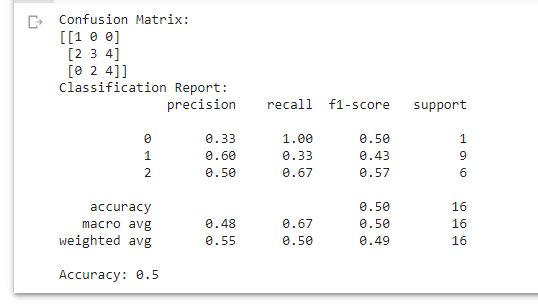 Confusion Matrix:
[[1 0 0]
 [2 3 4]
 [0 2 4]]
Classification Report:
              precision    recall  f1-score   support

           0       0.33      1.00      0.50         1
           1       0.60      0.33      0.43         9
           2       0.50      0.67      0.57         6

    accuracy                           0.50        16
   macro avg       0.48      0.67      0.50        16
weighted avg       0.55      0.50      0.49        16

Accuracy: 0.5